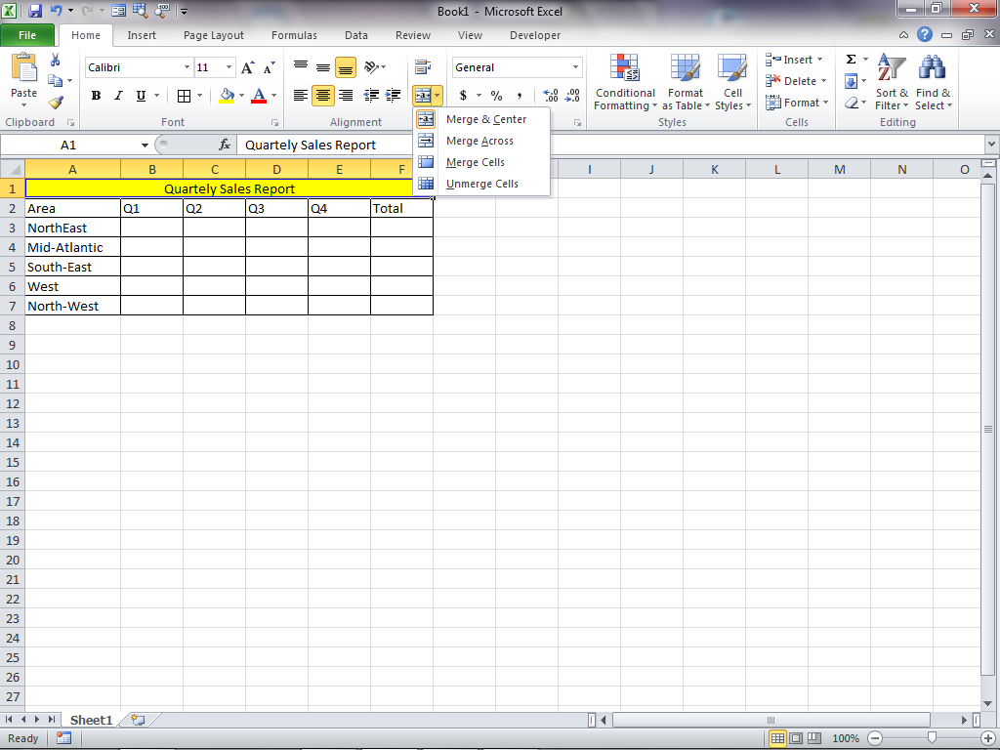 Book1 - Microsoft Excel
File Home Insert Page Layout Formulas Data Review View Developer
Calibri 11 General
Paste
B I U $ % ,
Conditional Formatting
Format as Table
Cell Styles
Insert
Delete
Format
Σ
Sort & Filter
Find & Select
Clipboard Font Alignment Styles Cells Editing
Merge & Center
Merge Across
Merge Cells
Unmerge Cells
A1 fx Quartely Sales Report
A B C D E F I J K L M N O
1 Quartely Sales Report
2 Area Q1 Q2 Q3 Q4 Total
3 NorthEast
4 Mid-Atlantic
5 South-East
6 West
7 North-West
8
9
10
11
12
13
14
15
16
17
18
19
20
21
22
23
24
25
26
27
Sheet1
Ready 100%